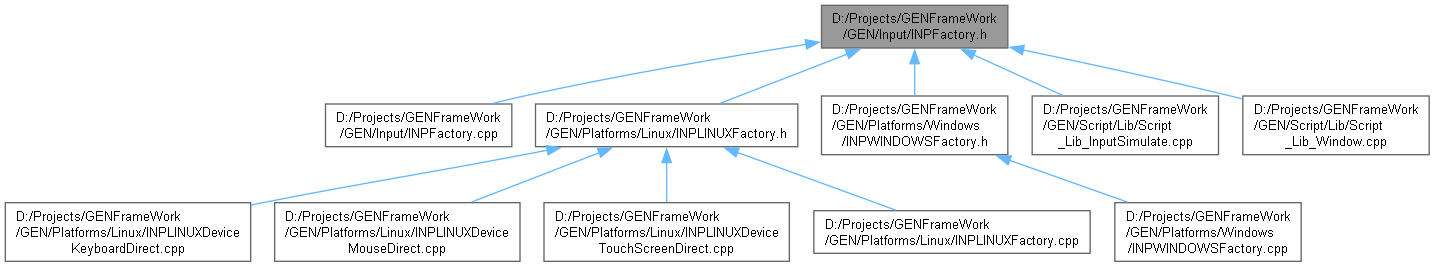 D:/Projects/GENFrameWork
/GEN/Input/INPFactory.h
D:/Projects/GENFrameWork
/GEN/Input/INPFactory.cpp
D:/Projects/GENFrameWork
/GEN/Platforms/Linux/INPLINUXFactory.h
D:/Projects/GENFrameWork
/GEN/Platforms/Windows
/INPWINDOWSFactory.h
D:/Projects/GENFrameWork
/GEN/Script/Lib/Script
_Lib_InputSimulate.cpp
D:/Projects/GENFrameWork
/GEN/Script/Lib/Script
_Lib_Window.cpp
D:/Projects/GENFrameWork
/GEN/Platforms/Linux/INPLINUXDevice
KeyboardDirect.cpp
D:/Projects/GENFrameWork
/GEN/Platforms/Linux/INPLINUXDevice
MouseDirect.cpp
D:/Projects/GENFrameWork
/GEN/Platforms/Linux/INPLINUXDevice
TouchScreenDirect.cpp
D:/Projects/GENFrameWork
/GEN/Platforms/Linux/INPLINUXFactory.cpp
D:/Projects/GENFrameWork
/GEN/Platforms/Windows
/INPWINDOWSFactory.cpp